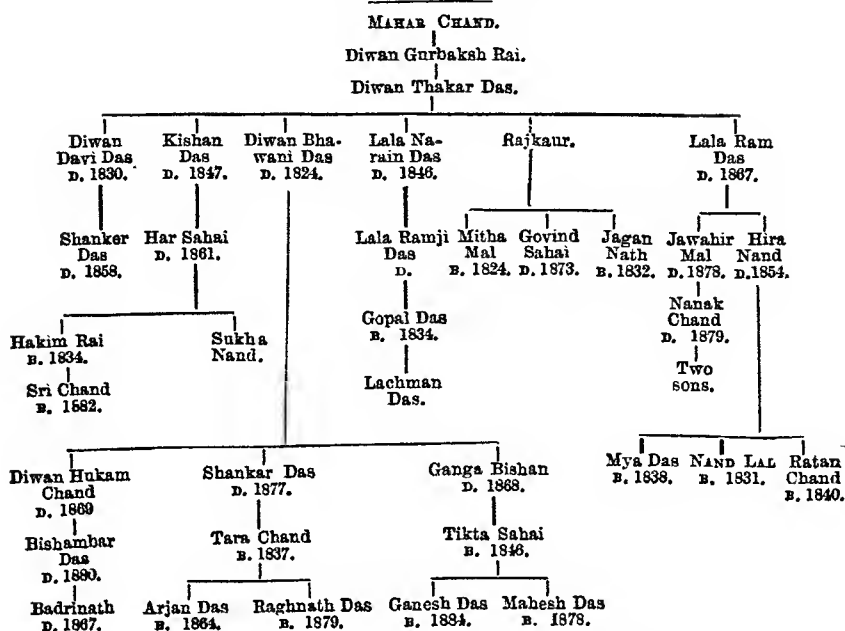 MAHAR CHAND.
Diwan Gurbaksh Rai.
Diwan Thakar Das.
Diwan Davi Das D. 1830.
Kishan Das D. 1847.
Diwan Bha-wani Das D. 1824.
Lala Na-rain Das D. 1846.
Rajkaur.
Lala Ram Das D. 1867.
Shanker Das D. 1858.
Har Sahai D. 1861.
Lala Ramji Das D.
Mitha Mal B. 1824.
Govind Sahai D. 1873.
Jagan Nath B. 1832.
Jawahir Mal D. 1878.
Hira Nand D. 1854.
Hakim Rai B. 1834.
Sukha Nand.
Gopal Das B. 1834.
Nanak Chand D. 1879.
Sri Chand B. 1882.
Lachman Das.
Two sons.
Diwan Hukam Chand D. 1869
Shankar Das D. 1877.
Ganga Bishan D. 1868.
Mya Das B. 1838.
NAND LAL B. 1831.
Ratan Chand B. 1840.
Bishambar Das D. 1880.
Tara Chand B. 1837.
Tikta Sahai B. 1846.
Badrinath D. 1867.
Arjan Das B. 1864.
Raghnath Das B. 1879.
Ganesh Das B. 1884.
Mahesh Das B. 1878.